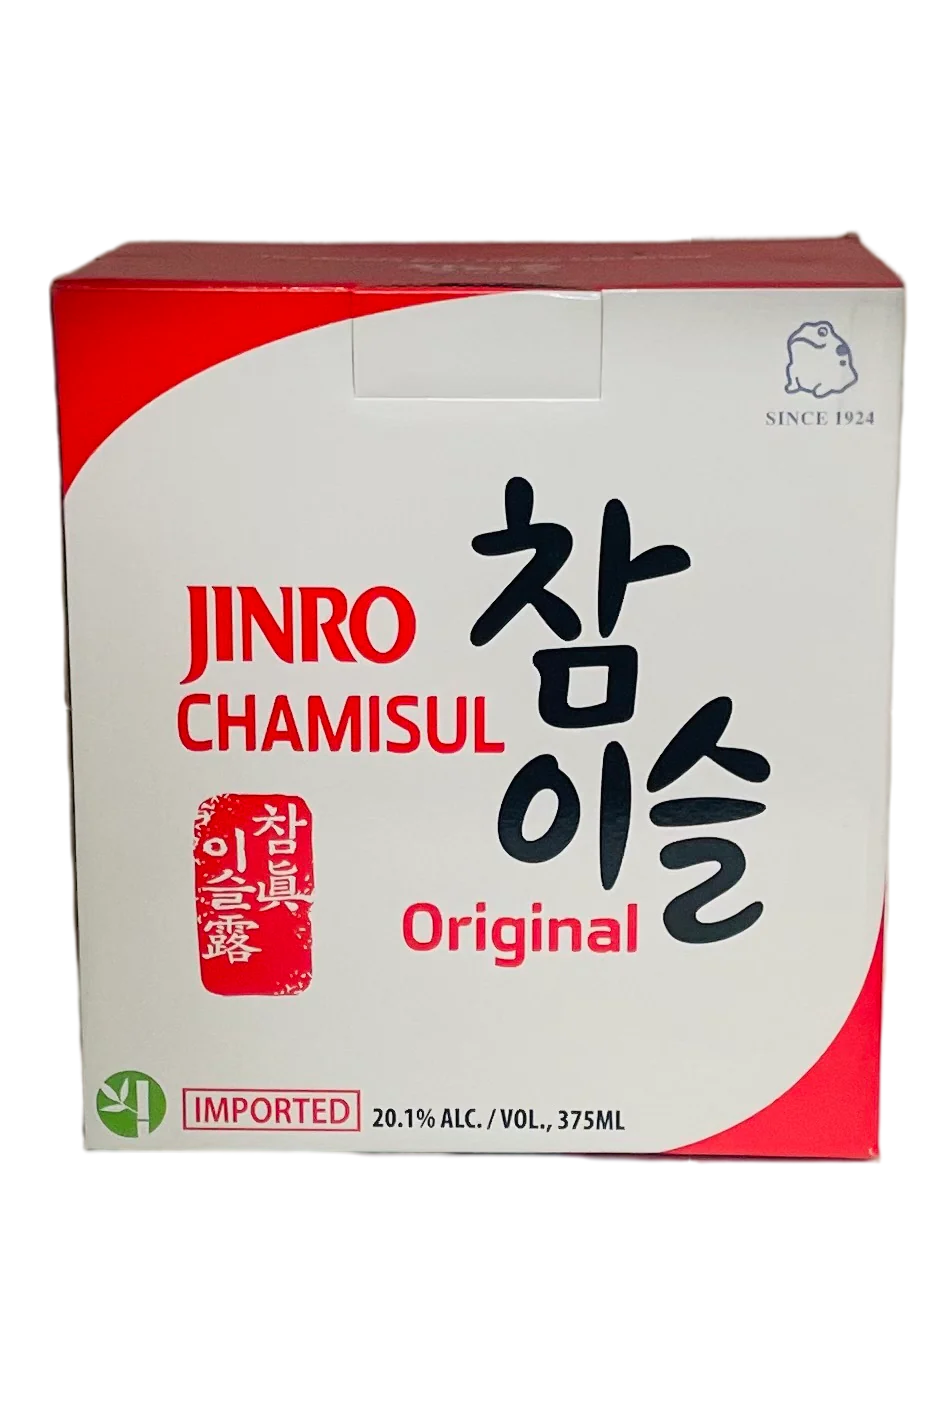 SINCE 1924
참
이슬
JINRO
CHAMISUL
Original
참眞
이슬露
IMPORTED
20.1% ALC. / VOL., 375ML